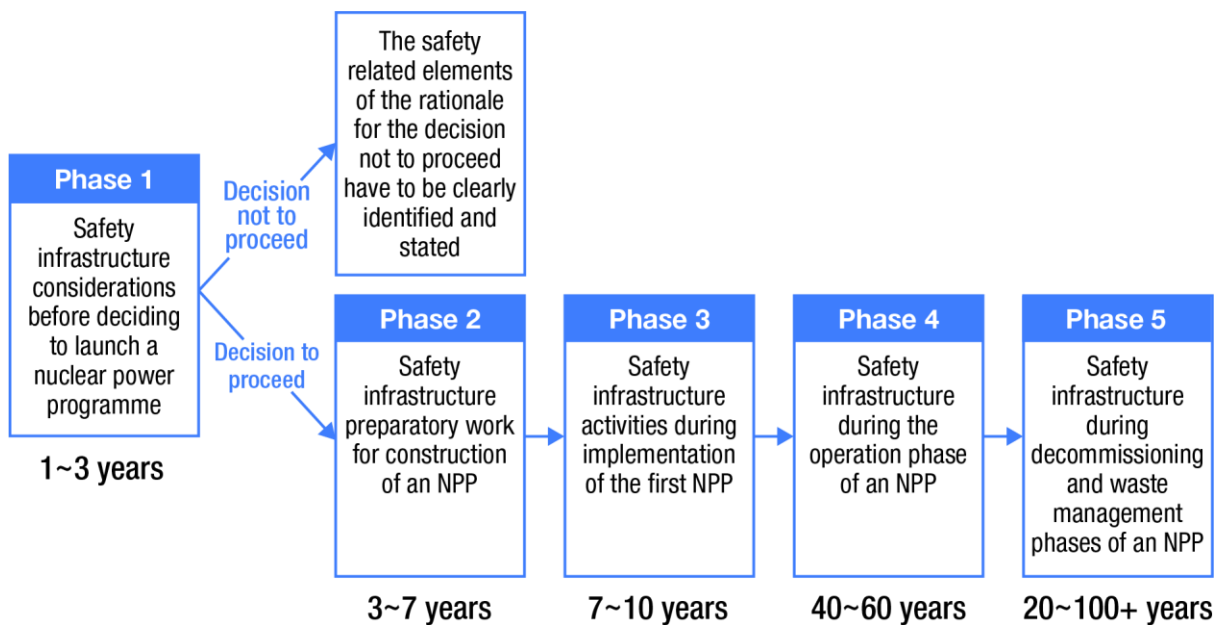 Phase 1
Safety
infrastructure
considerations
before deciding
to launch a
nuclear power
programme
1~3 years
Decision
not to
proceed
The safety
related elements
of the rationale
for the decision
not to proceed
have to be clearly
identified and
stated
Decision to
proceed
Phase 2
Safety
infrastructure
preparatory work
for construction
of an NPP
3~7 years
Phase 3
Safety
infrastructure
activities during
implementation
of the first NPP
7~10 years
Phase 4
Safety
infrastructure
during the
operation phase
of an NPP
40~60 years
Phase 5
Safety
infrastructure
during
decommissioning
and waste
management
phases of an NPP
20~100+ years